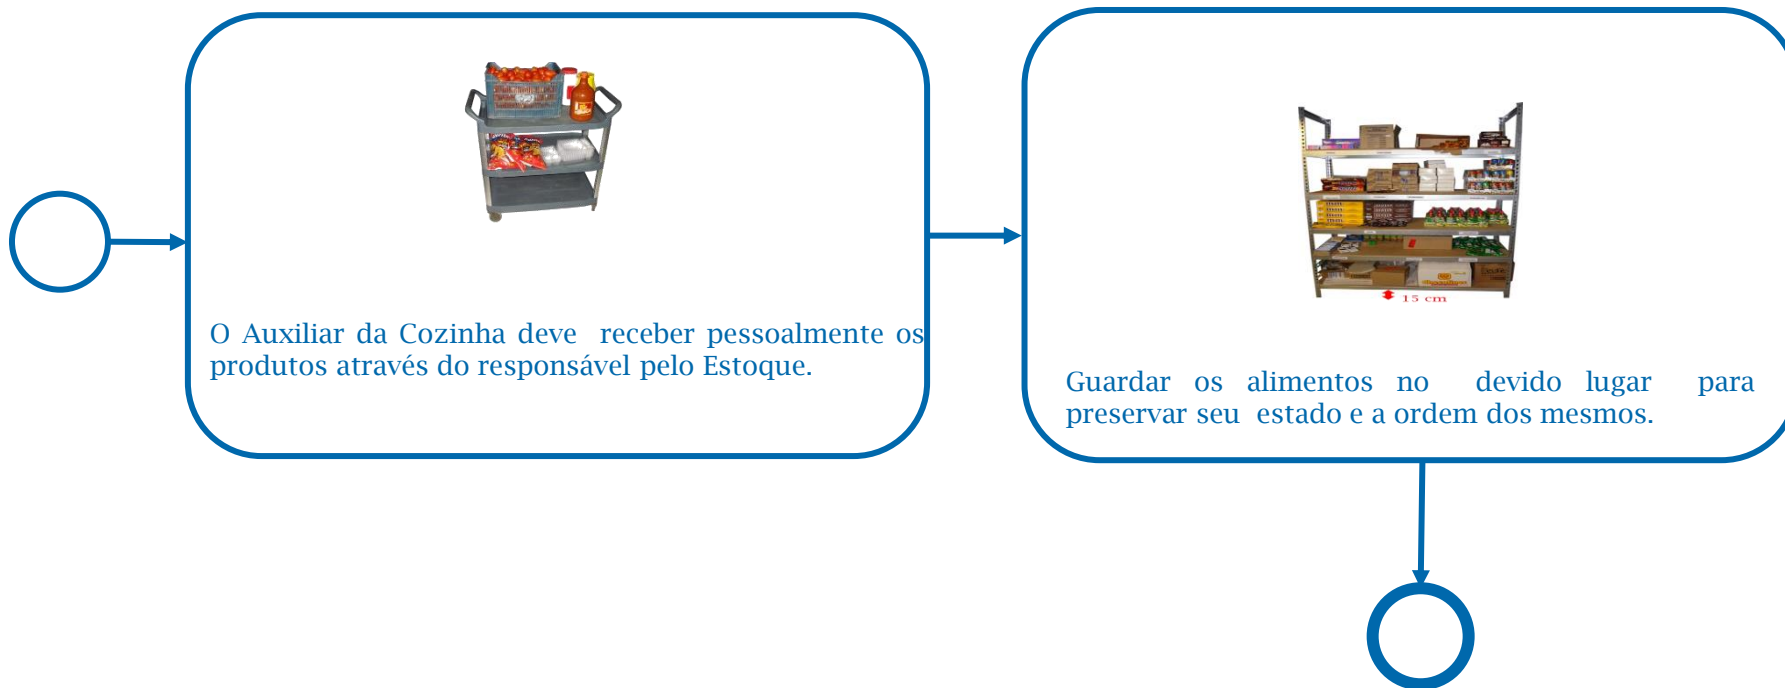 O Auxiliar da Cozinha deve receber pessoalmente os
produtos através do responsável pelo Estoque.
15 cm
Guardar os alimentos no devido lugar para
preservar seu estado e a ordem dos mesmos.